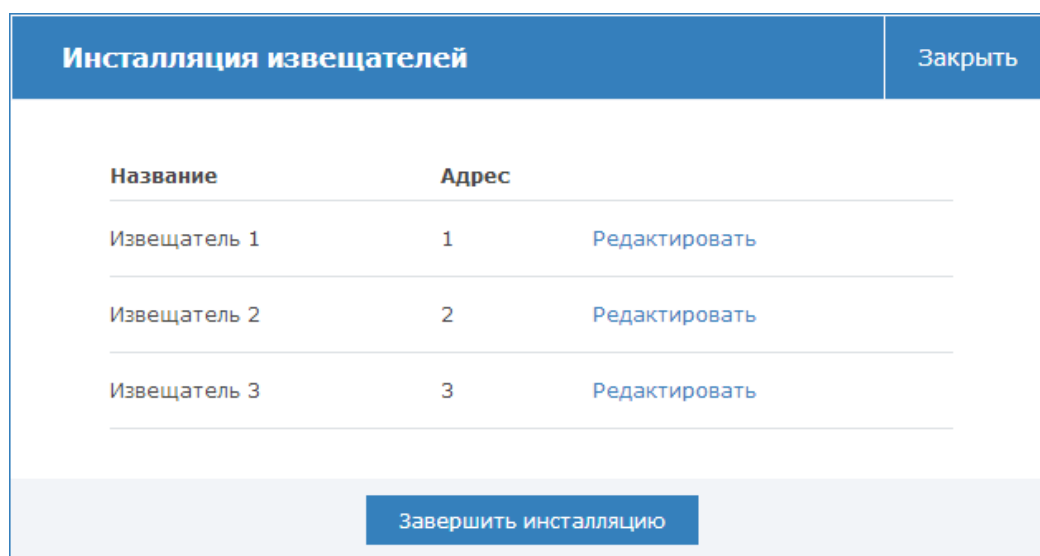 Инсталляция извещателей Закрыть
Название Адрес
Извещатель 1 1 Редактировать
Извещатель 2 2 Редактировать
Извещатель 3 3 Редактировать
Завершить инсталляцию